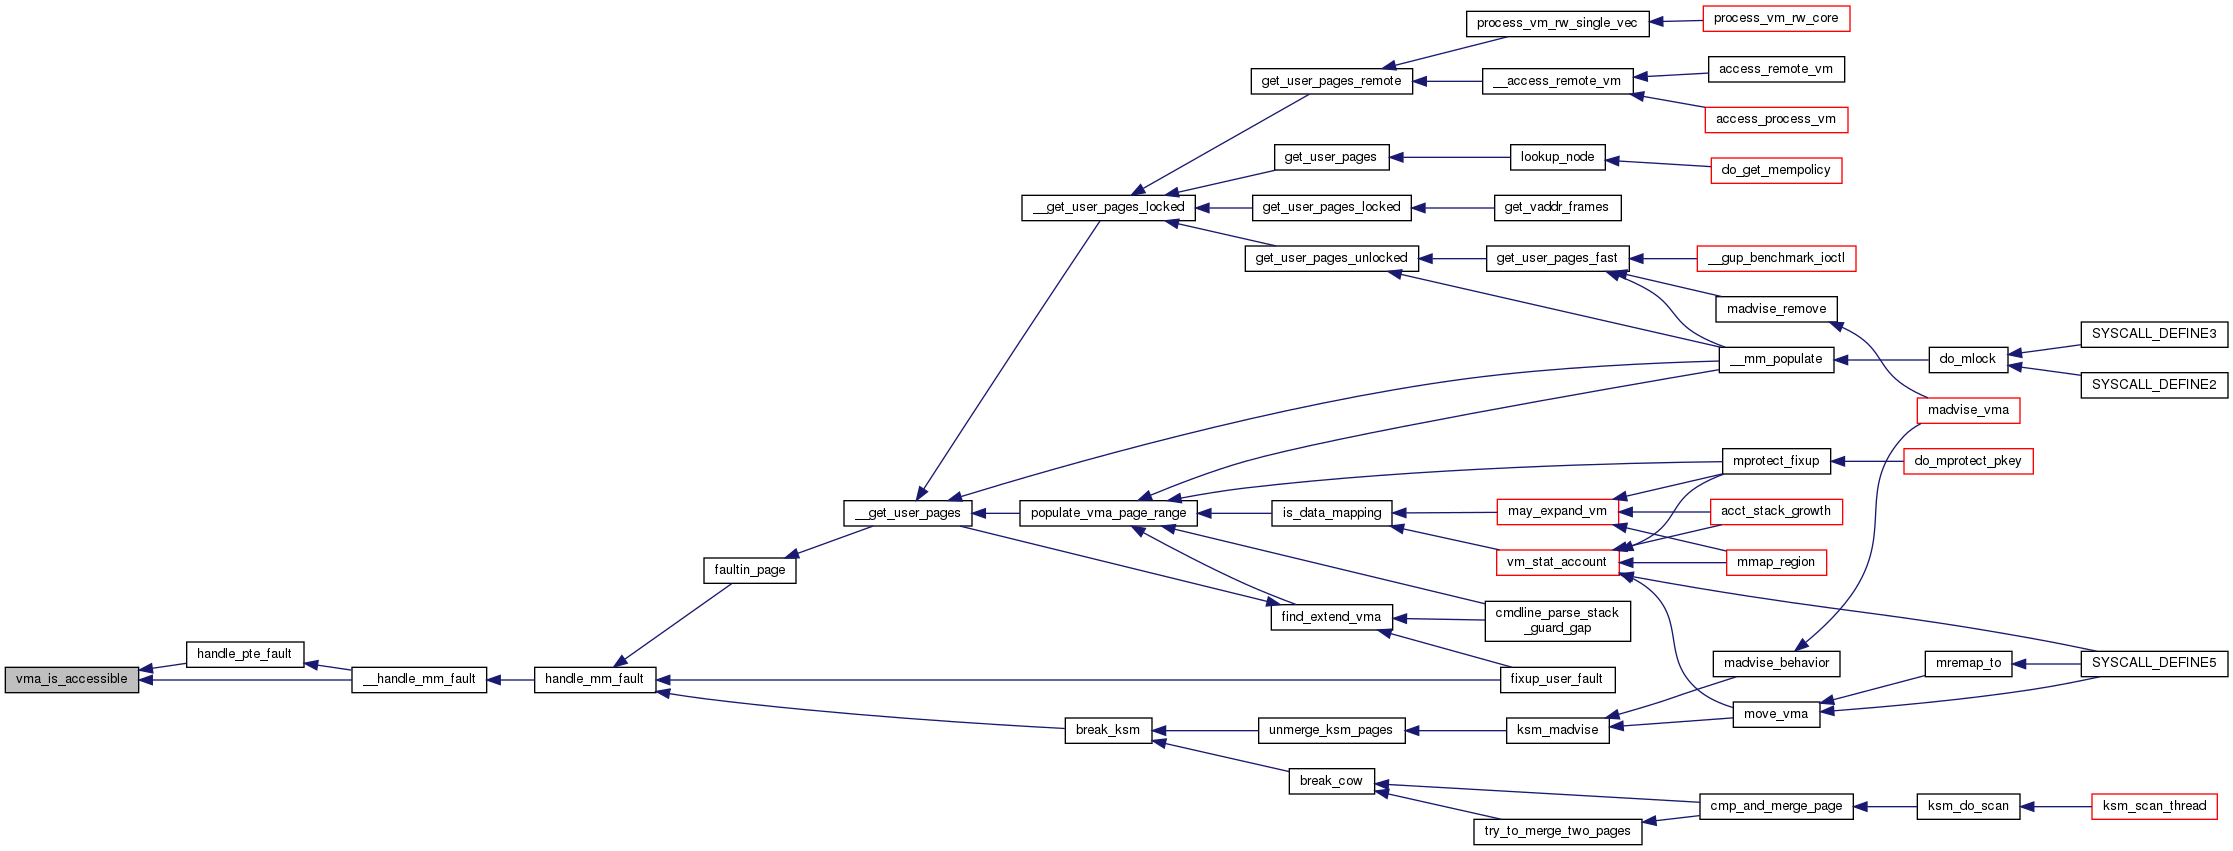 process_vm_rw_single_vec
process_vm_rw_core
get_user_pages_remote
__access_remote_vm
access_remote_vm
access_process_vm
get_user_pages
lookup_node
do_get_mempolicy
__get_user_pages_locked
get_user_pages_locked
get_vaddr_frames
get_user_pages_unlocked
get_user_pages_fast
__gup_benchmark_ioctl
madvise_remove
__mm_populate
do_mlock
SYSCALL_DEFINE3
SYSCALL_DEFINE2
madvise_vma
mprotect_fixup
do_mprotect_pkey
__get_user_pages
populate_vma_page_range
is_data_mapping
may_expand_vm
acct_stack_growth
vm_stat_account
mmap_region
faultin_page
find_extend_vma
cmdline_parse_stack
_guard_gap
vma_is_accessible
handle_pte_fault
__handle_mm_fault
handle_mm_fault
fixup_user_fault
madvise_behavior
mremap_to
SYSCALL_DEFINE5
move_vma
break_ksm
unmerge_ksm_pages
ksm_madvise
break_cow
cmp_and_merge_page
ksm_do_scan
ksm_scan_thread
try_to_merge_two_pages